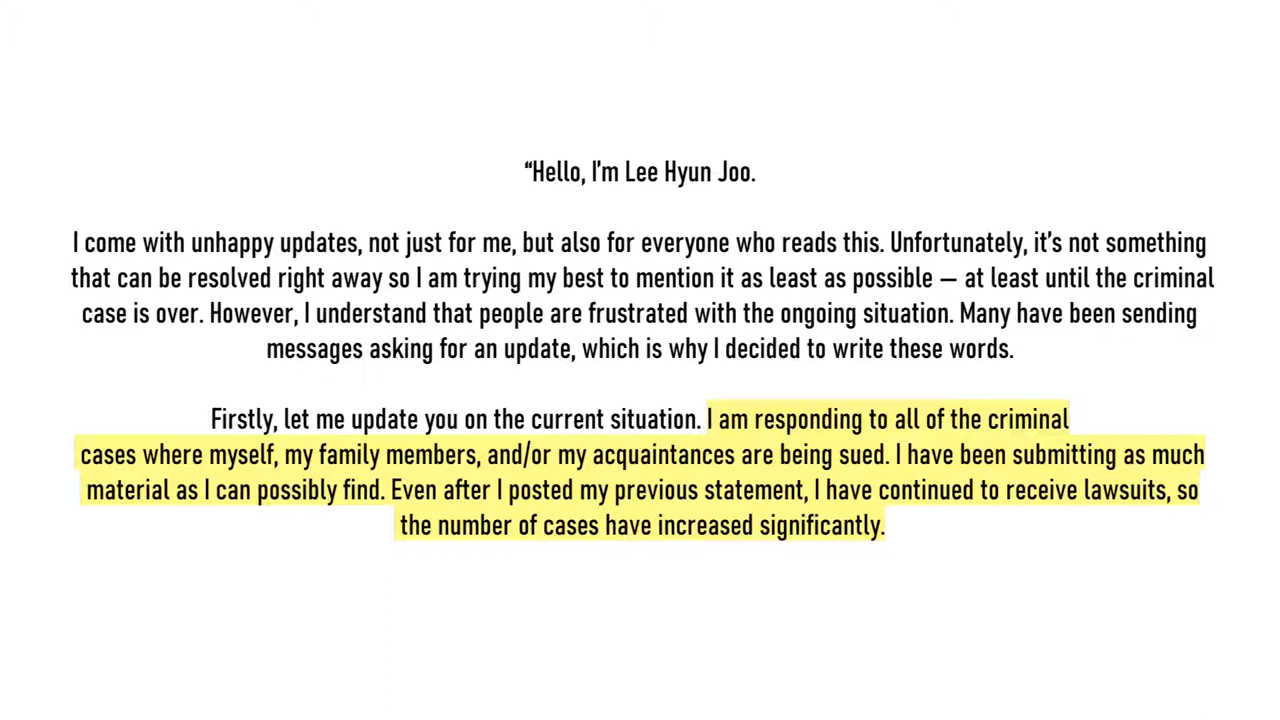 “Hello, I’m Lee Hyun Joo.
I come with unhappy updates, not just for me, but also for everyone who reads this. Unfortunately, it’s not something
that can be resolved right away so I am trying my best to mention it as least as possible — at least until the criminal
case is over. However, I understand that people are frustrated with the ongoing situation. Many have been sending
messages asking for an update, which is why I decided to write these words.
Firstly, let me update you on the current situation. I am responding to all of the criminal
cases where myself, my family members, and/or my acquaintances are being sued. I have been submitting as much
material as I can possibly find. Even after I posted my previous statement, I have continued to receive lawsuits, so
the number of cases have increased significantly.